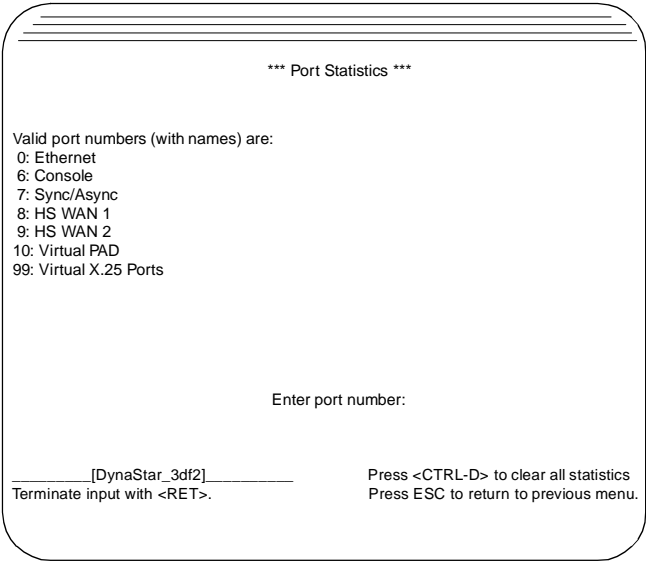 *** Port Statistics ***
Valid port numbers (with names) are:
0: Ethernet
6: Console
7: Sync/Async
8: HS WAN 1
9: HS WAN 2
10: Virtual PAD
99: Virtual X.25 Ports
Enter port number:
_________[DynaStar_3df2]__________ Press <CTRL-D> to clear all statistics
Terminate input with <RET>. Press ESC to return to previous menu.